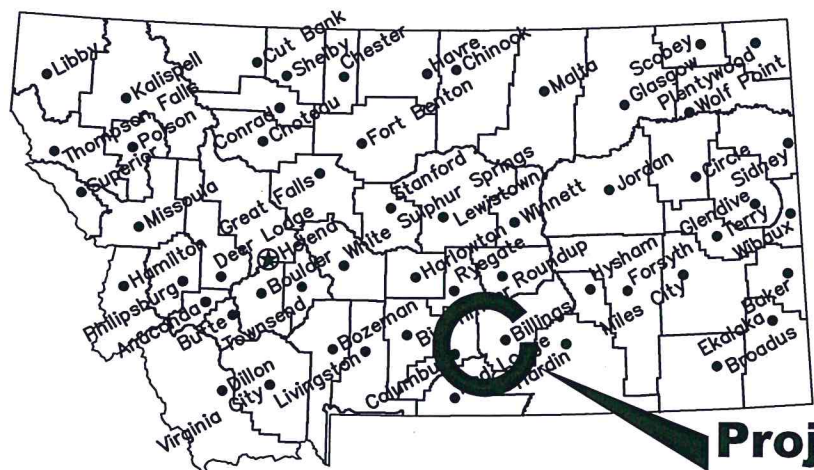 Libby
Cut Bank
Shelby
Chester
Havre
Chinook
Scobey
Plentywood
Kalispell
Malta
Glasgow
Wolf Point
Thompson Falls
Polson
Conrad
Choteau
Fort Benton
Superior
Missoula
Great Falls
Stanford
Lewistown
Winnett
Jordan
Circle
Sidney
Glendive
Terry
Wibaux
Hamilton
Philipsburg
Deer Lodge
Helena
Boulder
White Sulphur Springs
Harlowton
Ryegate
Roundup
Hysham
Forsyth
Miles City
Baker
Anaconda
Butte
Townsend
Bozeman
Billings
Ekalaka
Broadus
Dillon
Virginia City
Livingston
Columbus
Hardin
Proj